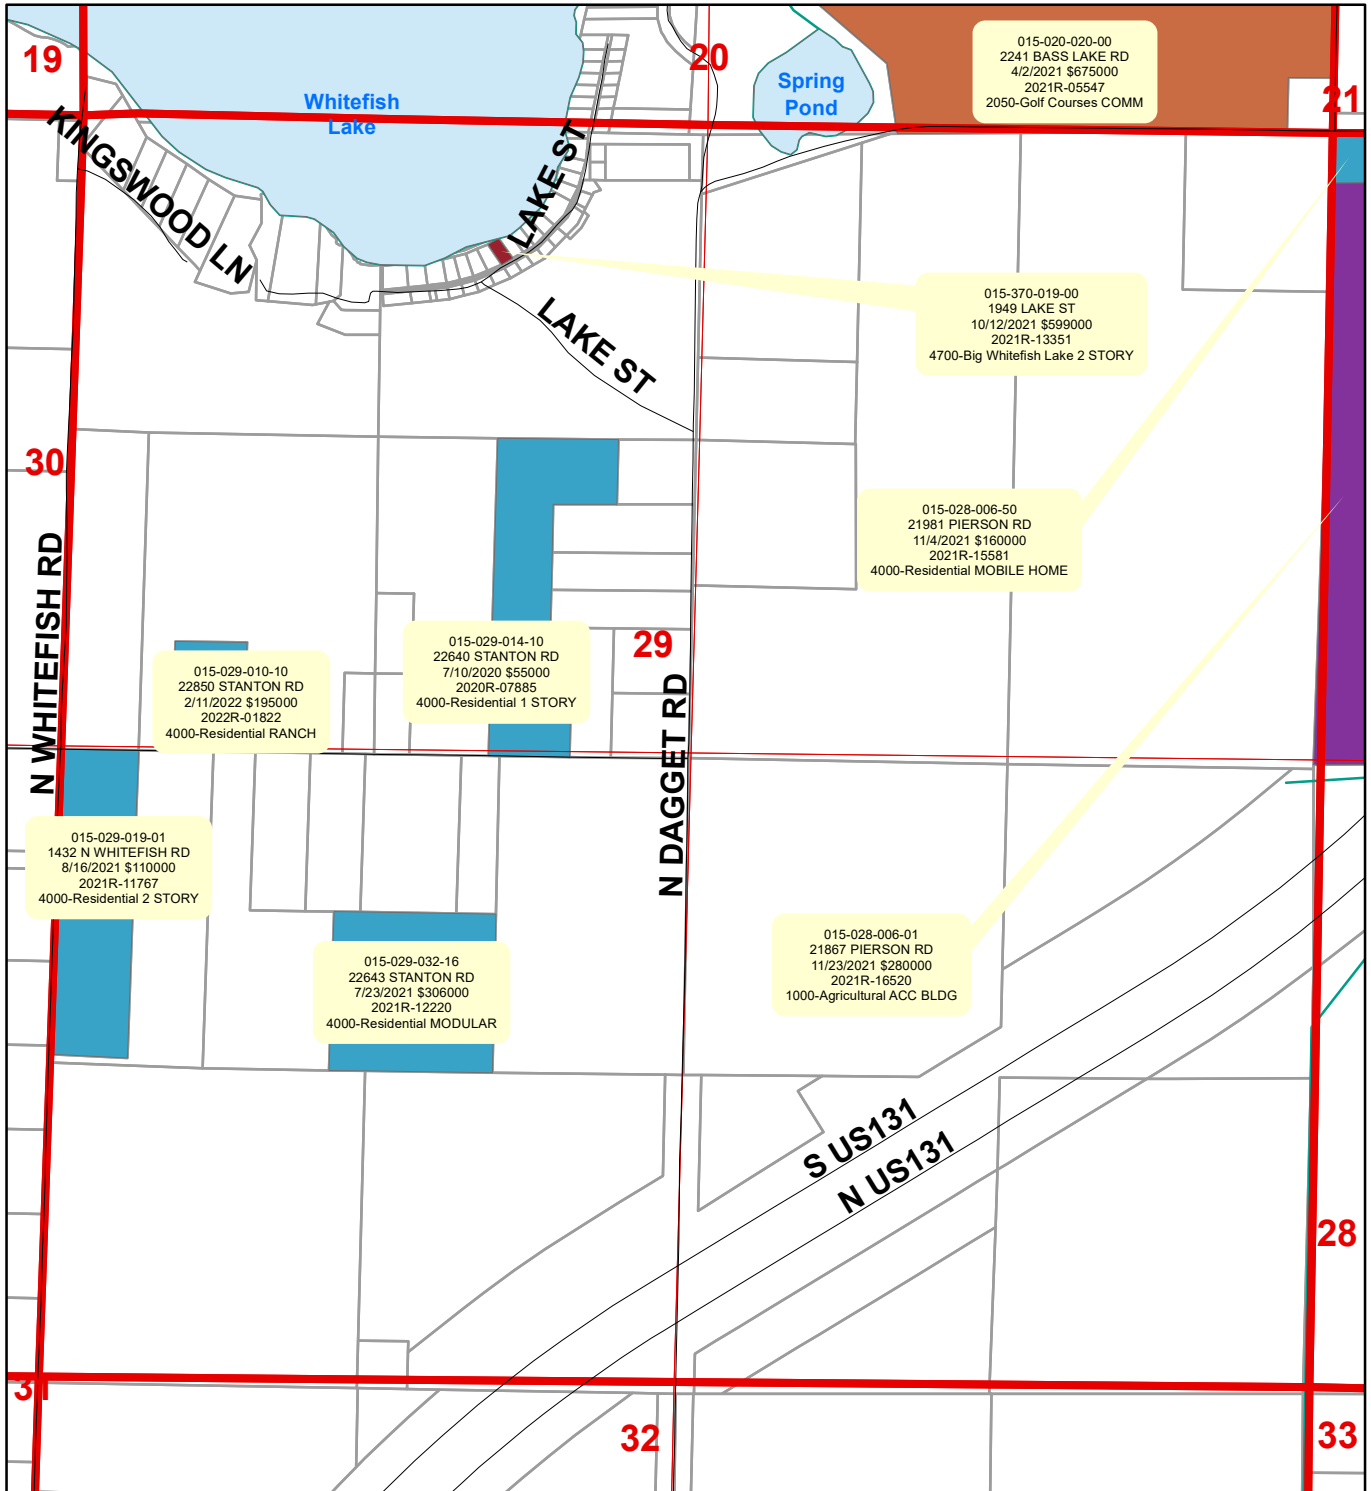 19
20
21
Whitefish
Lake
Spring
Pond
015-020-020-00
2241 BASS LAKE RD
4/2/2021 $675000
2021R-05547
2050-Golf Courses COMM
KINGSWOOD LN
LAKE ST
015-370-019-00
1949 LAKE ST
10/12/2021 $599000
2021R-13351
4700-Big Whitefish Lake 2 STORY
LAKE ST
30
015-028-006-50
21981 PIERSON RD
11/4/2021 $160000
2021R-15581
4000-Residential MOBILE HOME
N WHITEFISH RD
015-029-014-10
22640 STANTON RD
7/10/2020 $55000
2020R-07885
4000-Residential 1 STORY
29
015-029-010-10
22850 STANTON RD
2/11/2022 $195000
2022R-01822
4000-Residential RANCH
N DAGGET RD
015-029-019-01
1432 N WHITEFISH RD
8/16/2021 $110000
2021R-11767
4000-Residential 2 STORY
015-029-032-16
22643 STANTON RD
7/23/2021 $306000
2021R-12220
4000-Residential MODULAR
015-028-006-01
21867 PIERSON RD
11/23/2021 $280000
2021R-16520
1000-Agricultural ACC BLDG
S US131
N US131
28
31
32
33